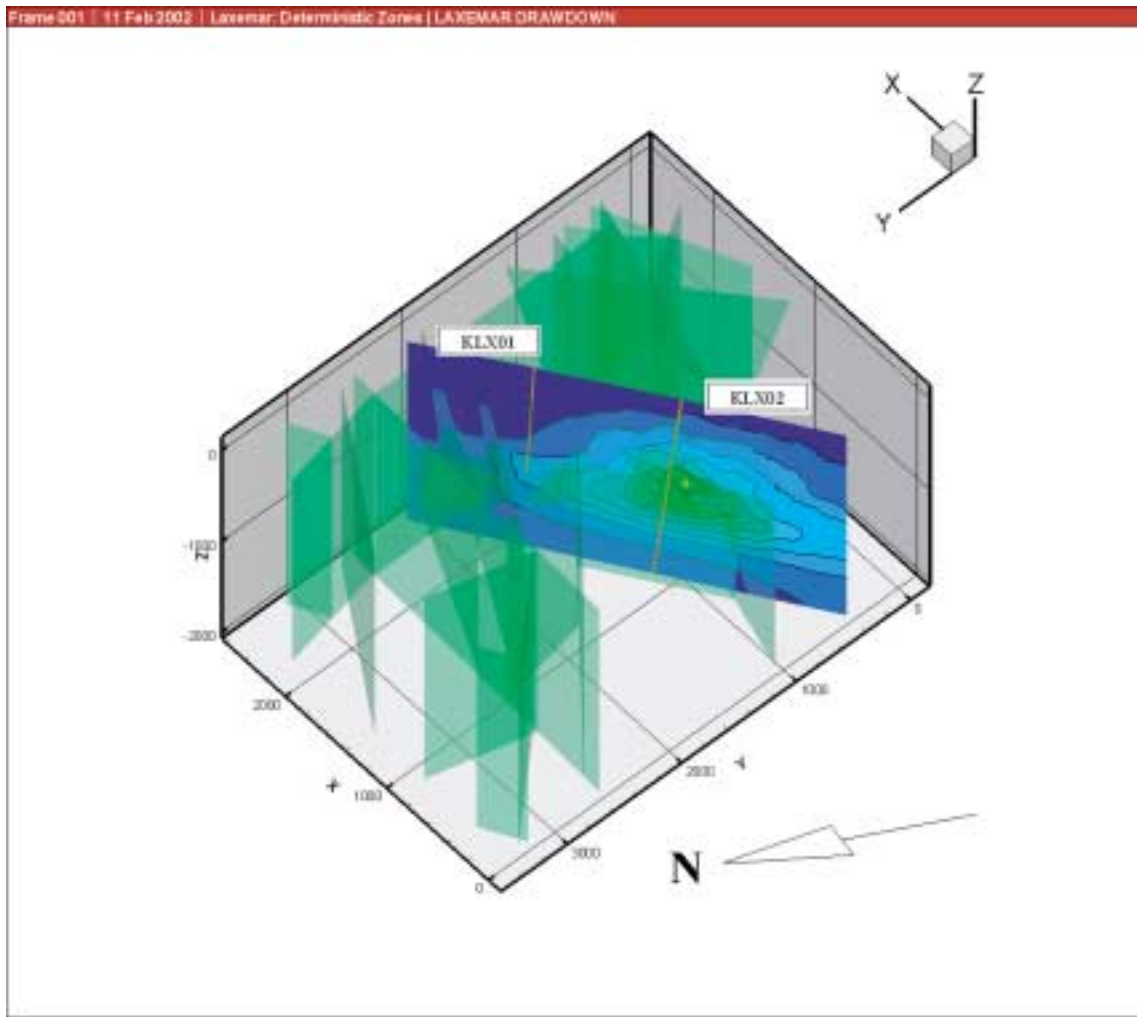 Frame 001 | 11 Feb 2002 | Laxemar: Deterministic Zones | LAXEMAR DRAWDOWN
X
Z
Y
KLX01
KLX02
0
-1000
Z
-2000
2000
X
1000
0
0
1000
2000
Y
3000
N